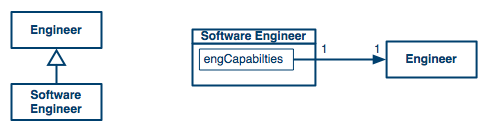 Engineer
Software
Engineer
Software Engineer
engCapabilties
1
1
Engineer